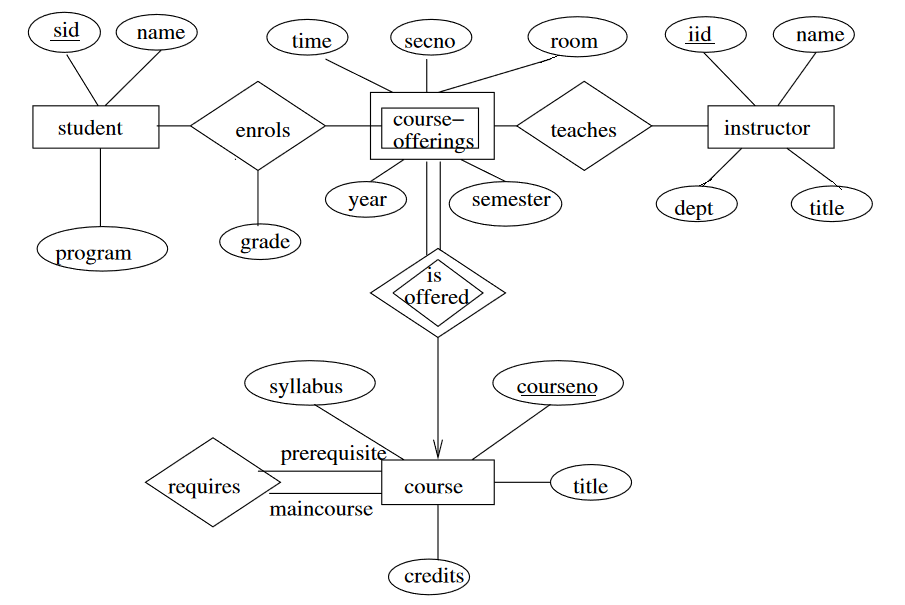 sid
name
time
secno
room
iid
name
student
enrols
course–
offerings
teaches
instructor
year
semester
dept
title
program
grade
is
offered
syllabus
courseno
prerequisite
requires
course
title
maincourse
credits